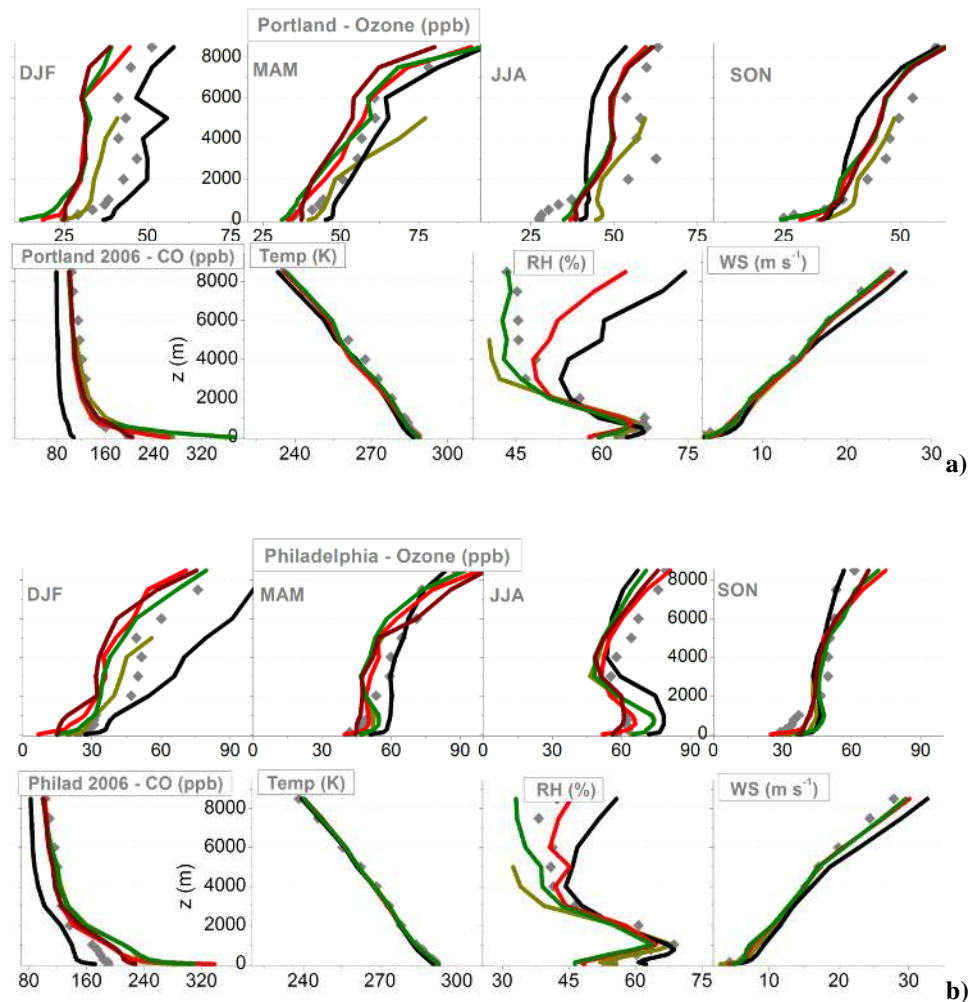 Portland - Ozone (ppb)
DJF
MAM
JJA
SON
8000
6000
4000
2000
0
25 50 75 25 50 75 25 50 75 25 50
Portland 2006 - CO (ppb)
Temp (K)
RH (%)
WS (m s⁻¹)
z (m)
8000
6000
4000
2000
0
80 160 240 320 240 270 300 45 60 75 10 20 30
a)
Philadelphia - Ozone (ppb)
DJF
MAM
JJA
SON
8000
6000
4000
2000
0
0 30 60 90 30 60 90 30 60 90 30 60 90
Philad 2006 - CO (ppb)
Temp (K)
RH (%)
WS (m s⁻¹)
z (m)
8000
6000
4000
2000
0
80 160 240 320 240 270 300 30 45 60 75 10 20 30
b)